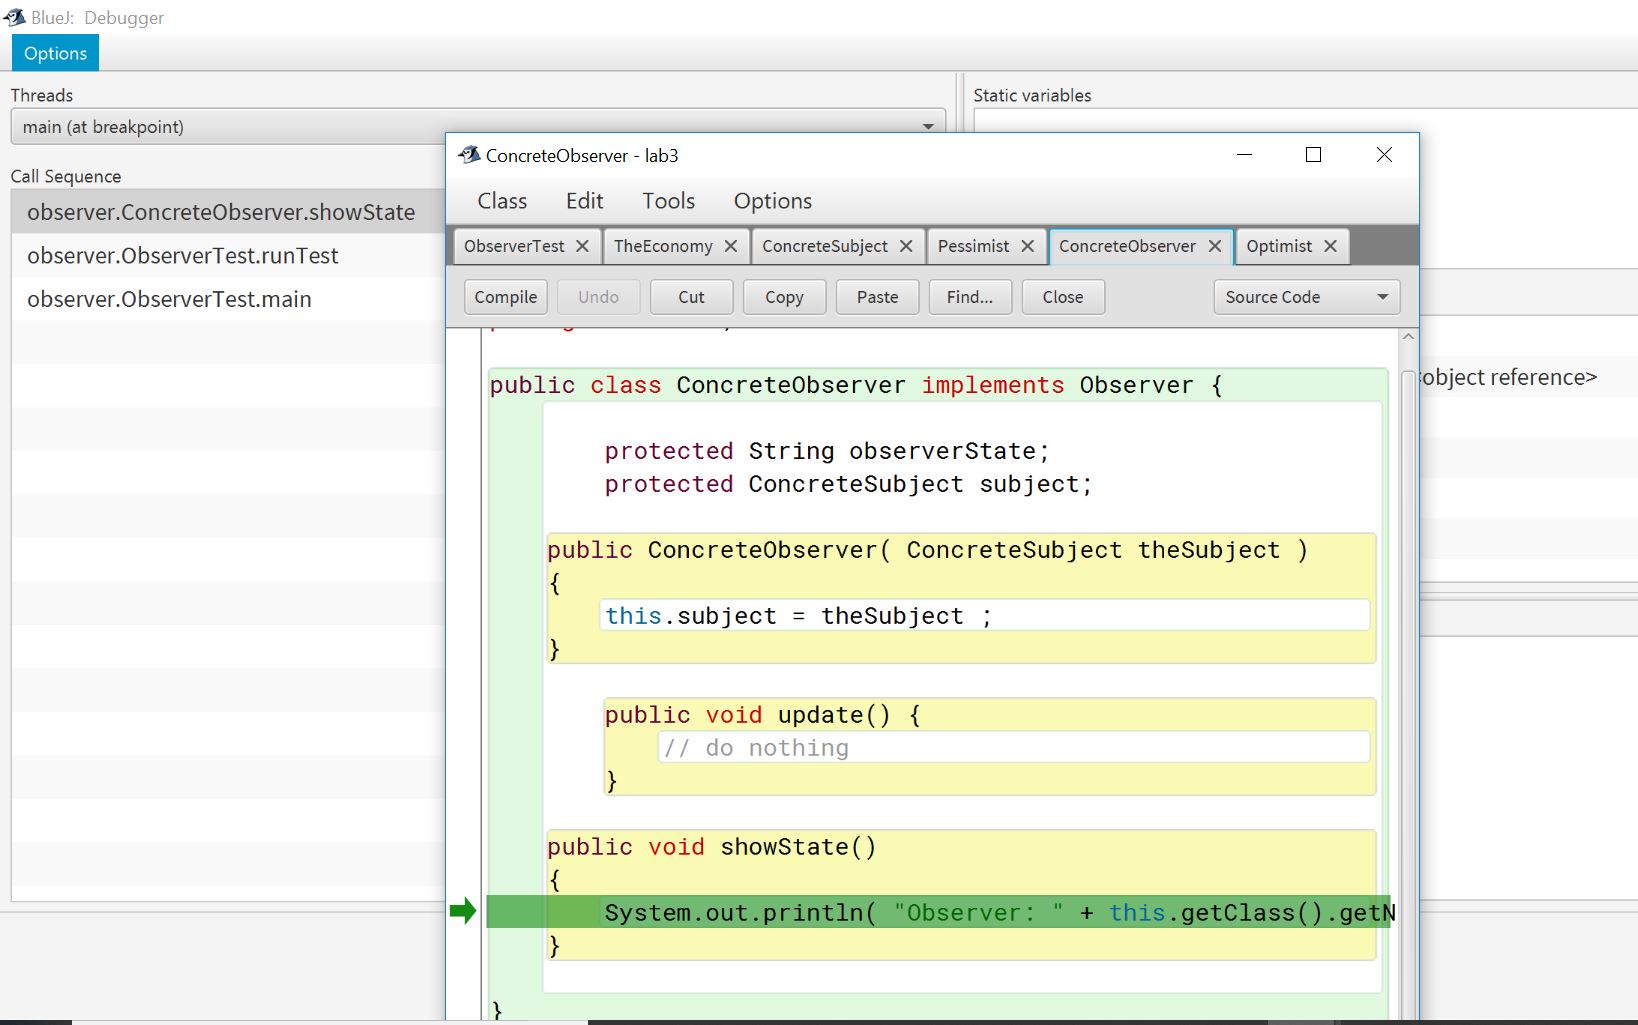 BlueJ: Debugger
Options
Threads
main (at breakpoint)
Call Sequence
observer.ConcreteObserver.showState
observer.ObserverTest.runTest
observer.ObserverTest.main
Static variables
object reference>
ConcreteObserver - lab3
Class Edit Tools Options
ObserverTest TheEconomy ConcreteSubject Pessimist ConcreteObserver Optimist
Compile Undo Cut Copy Paste Find... Close Source Code
public class ConcreteObserver implements Observer {
protected String observerState;
protected ConcreteSubject subject;
public ConcreteObserver( ConcreteSubject theSubject )
{
this.subject = theSubject ;
}
public void update() {
// do nothing
}
public void showState()
{
System.out.println( "Observer: " + this.getClass().getN
}
}